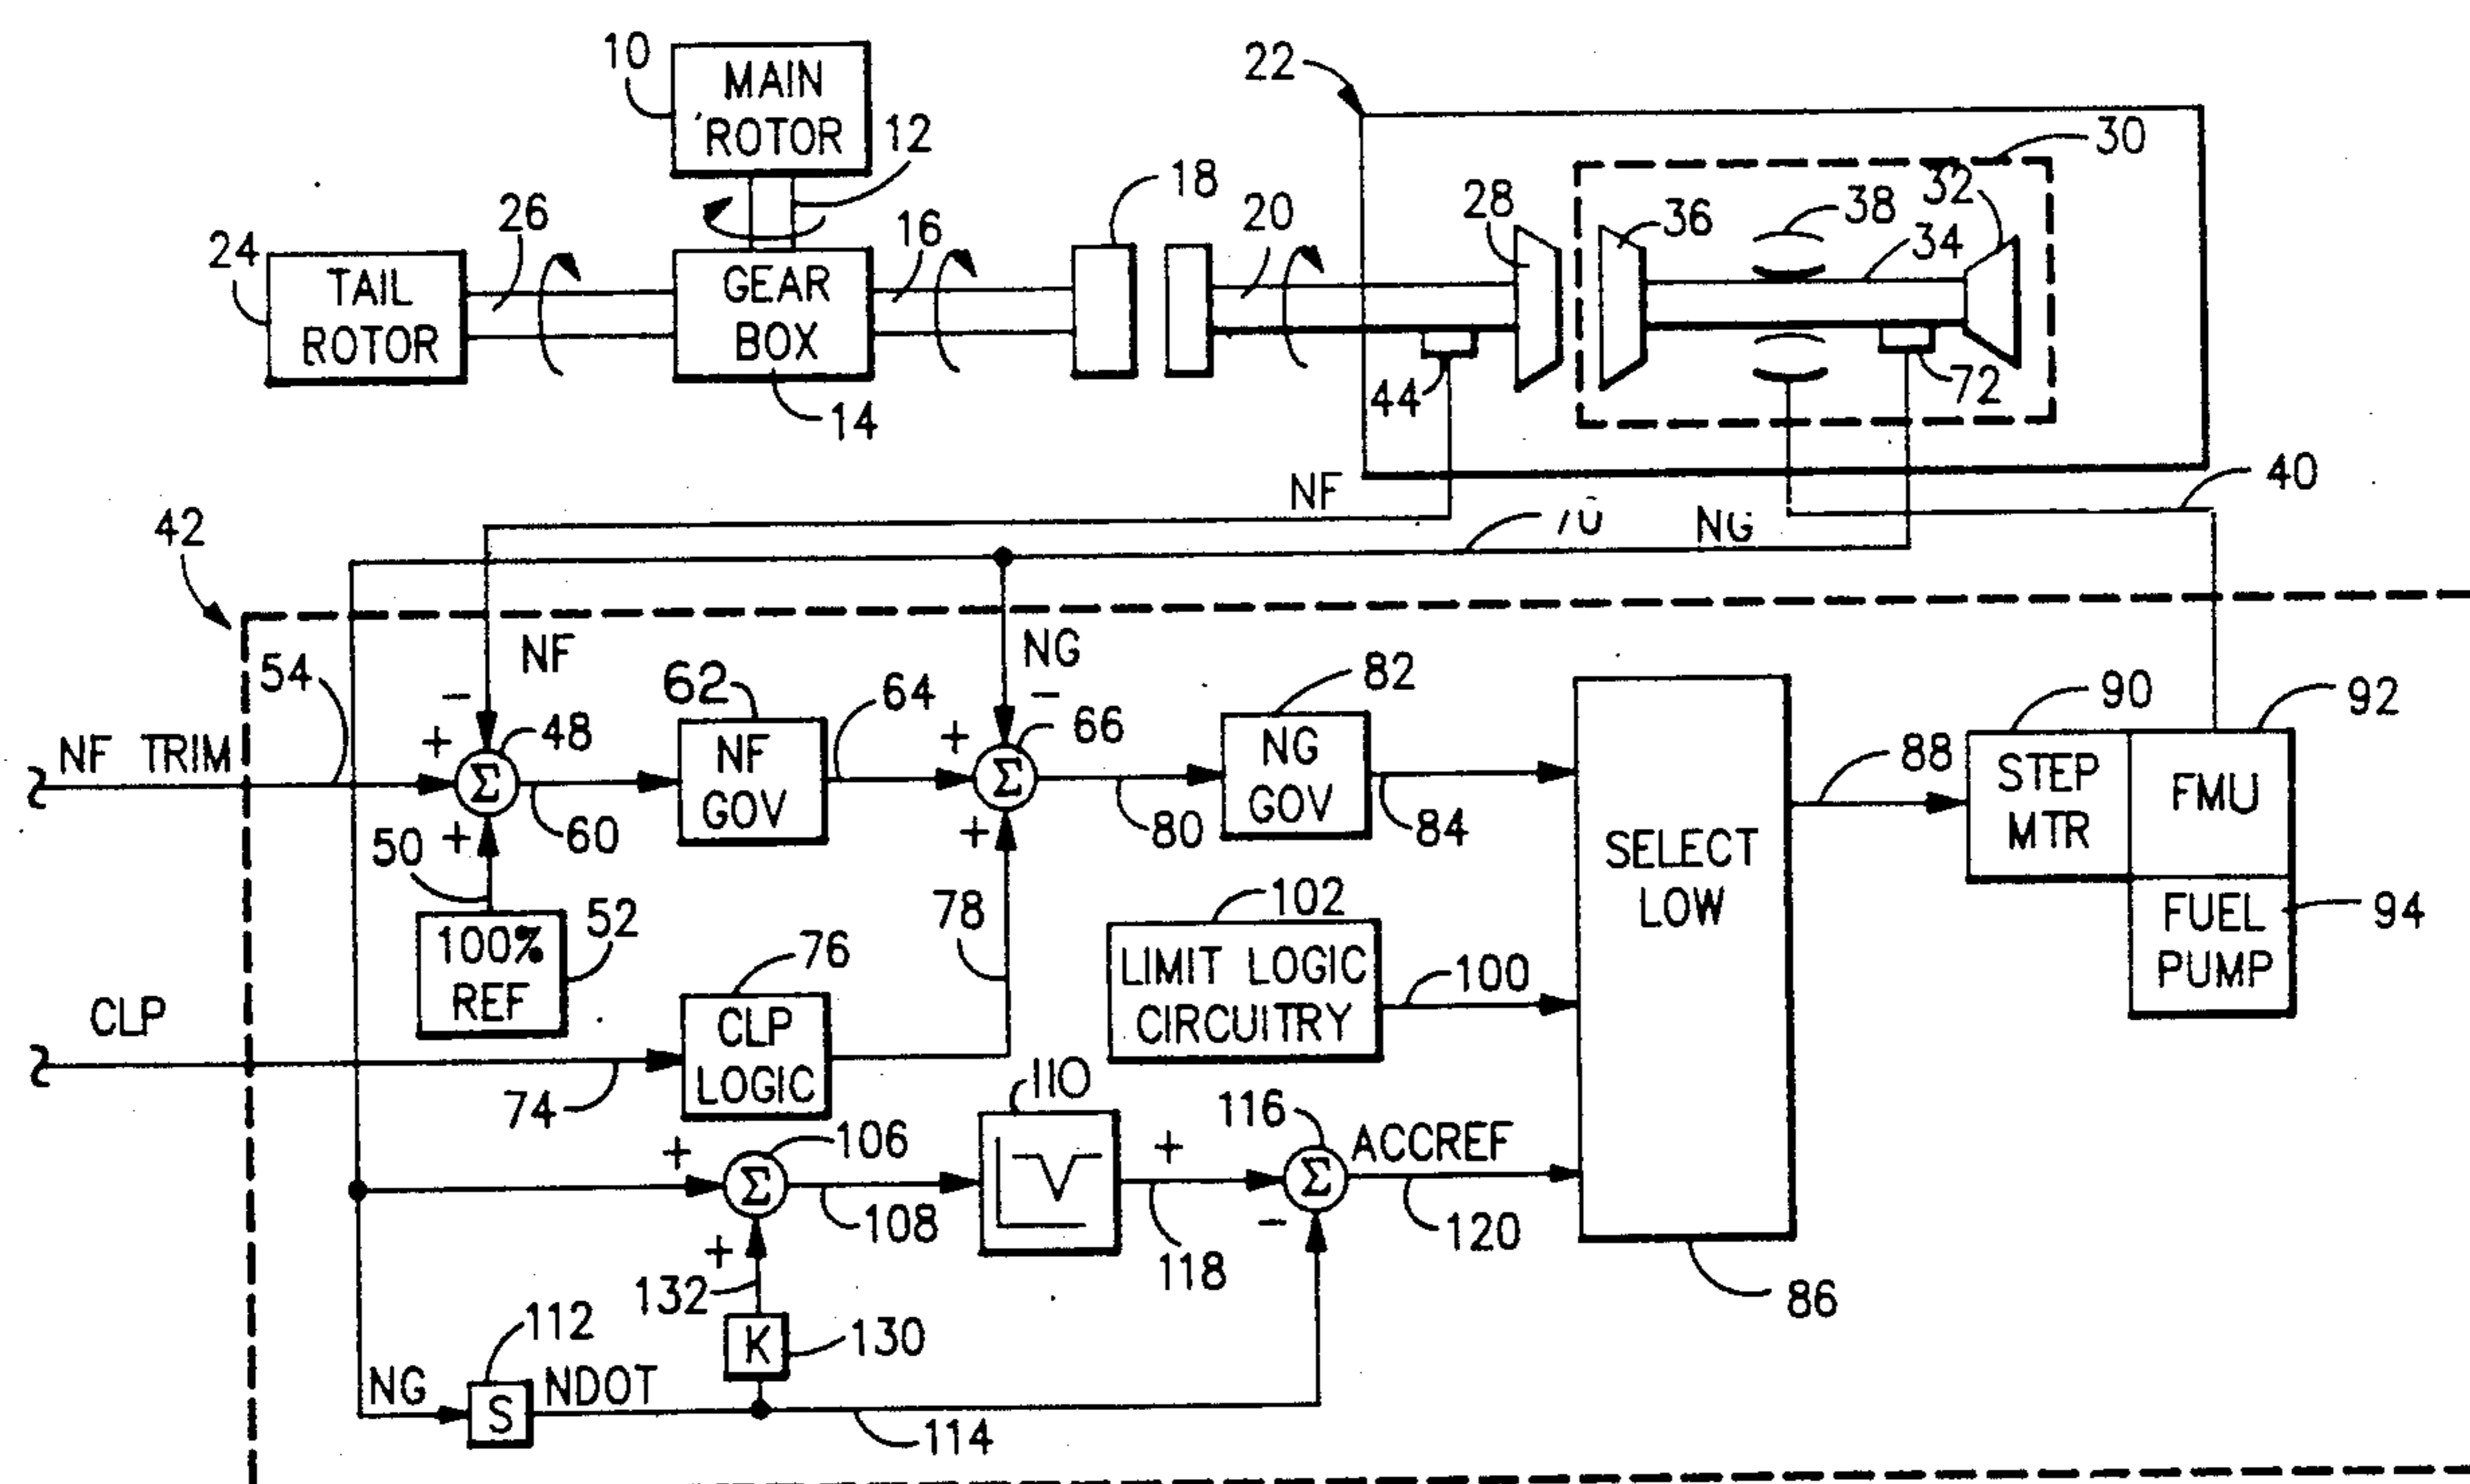 10
MAIN
ROTOR
12
22
30
18
26
16
20
28
36
38
34
32
24
TAIL
ROTOR
GEAR
BOX
14
44
72
NF
NG
40
42
54
NF
62
64
NG
66
82
90
92
NF TRIM
-
+
48
Σ
+
60
NF
GOV
+
-
Σ
+
80
NG
GOV
84
88
STEP
MTR
FMU
SELECT
LOW
50
100%
REF
52
78
102
LIMIT LOGIC
CIRCUITRY
100
FUEL
PUMP
94
CLP
76
CLP
LOGIC
74
110
116
ACCREF
+
106
Σ
108
+
118
+
Σ
-
120
86
132
K
130
112
NG
S
NDOT
114